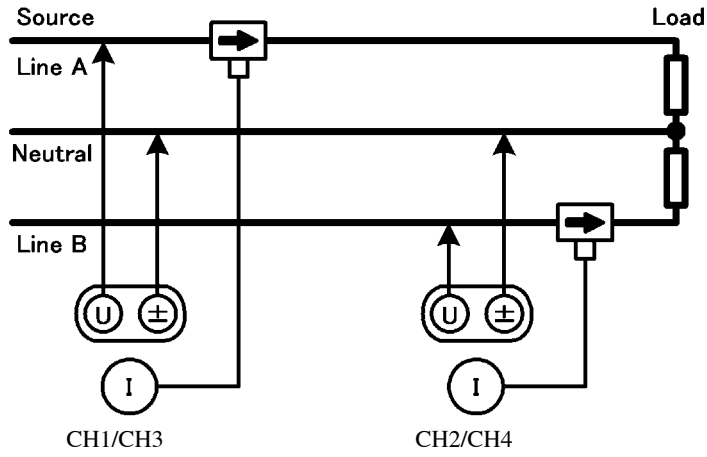 Source
Load
Line A
Neutral
Line B
U ± U ±
I I
CH1/CH3 CH2/CH4